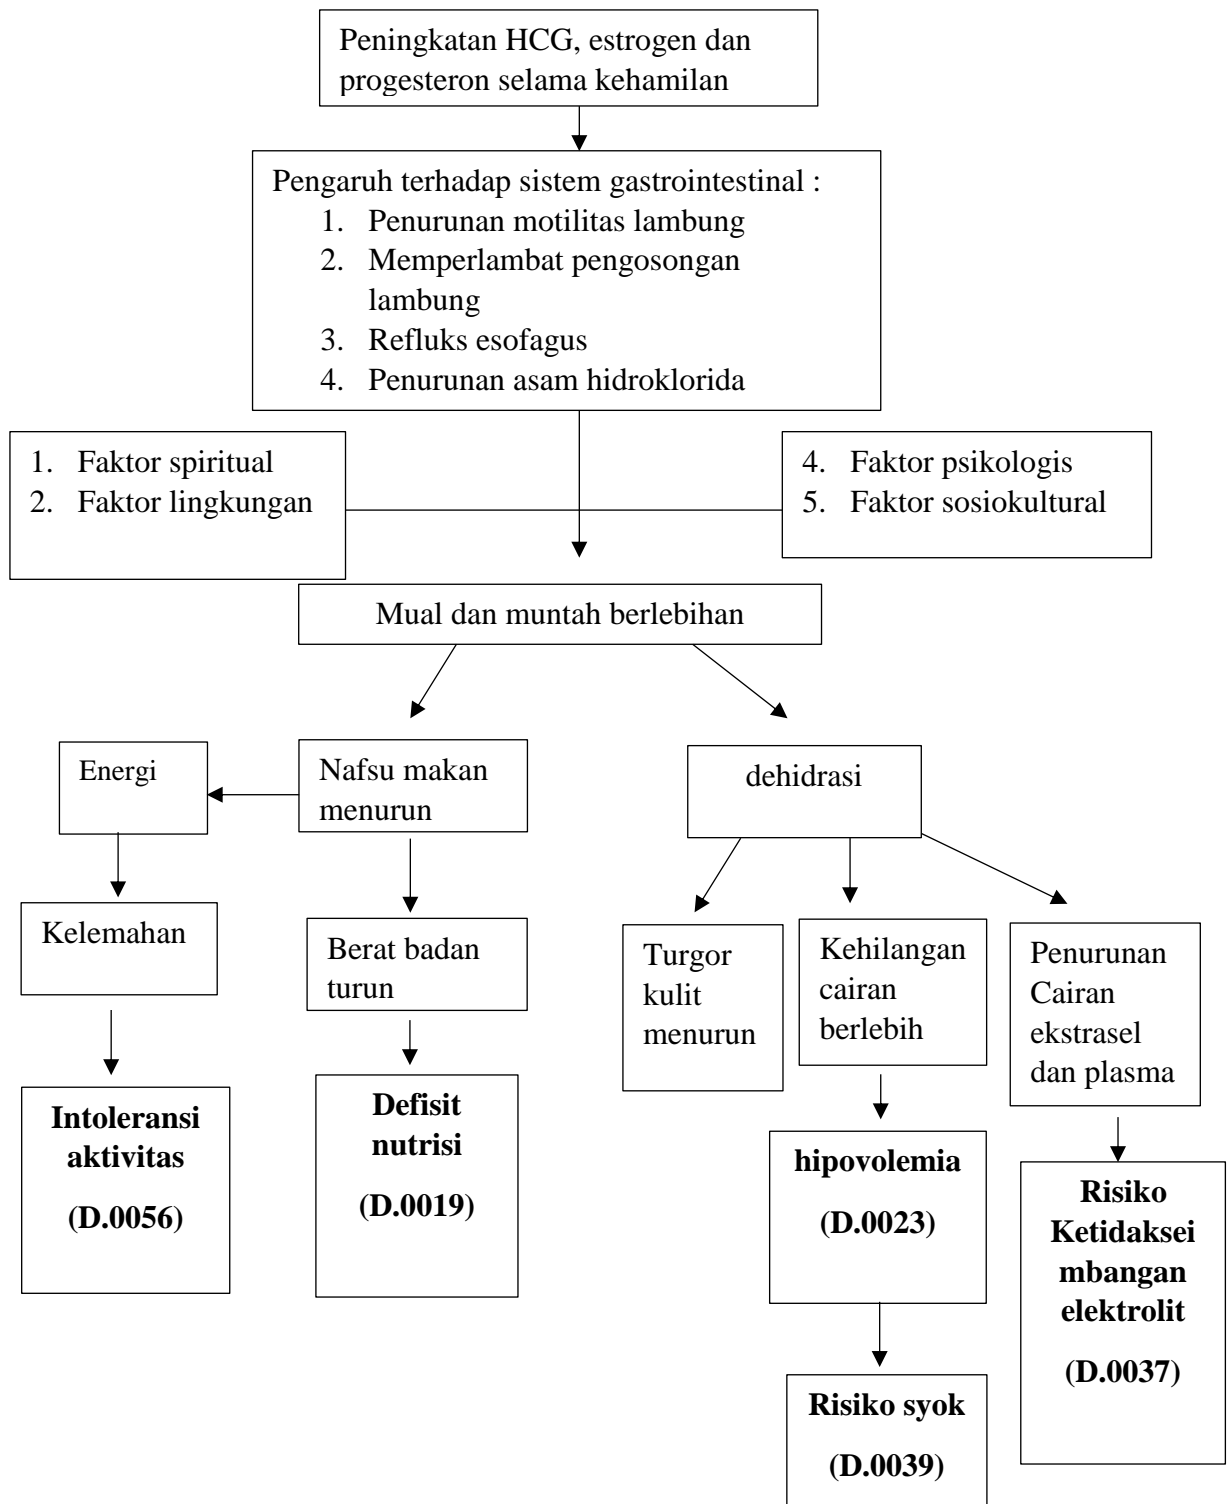 Peningkatan HCG, estrogen dan
progesteron selama kehamilan
Pengaruh terhadap sistem gastrointestinal :
1. Penurunan motilitas lambung
2. Memperlambat pengosongan
lambung
3. Refluks esofagus
4. Penurunan asam hidroklorida
1. Faktor spiritual
2. Faktor lingkungan
4. Faktor psikologis
5. Faktor sosiokultural
Mual dan muntah berlebihan
Energi
Nafsu makan
menurun
dehidrasi
Kelemahan
Berat badan
turun
Turgor
kulit
menurun
Kehilangan
cairan
berlebih
Penurunan
Cairan
ekstrasel
dan plasma
Intoleransi
aktivitas
(D.0056)
Defisit
nutrisi
(D.0019)
hipovolemia
(D.0023)
Risiko
Ketidaksei
mbangan
elektrolit
(D.0037)
Risiko syok
(D.0039)